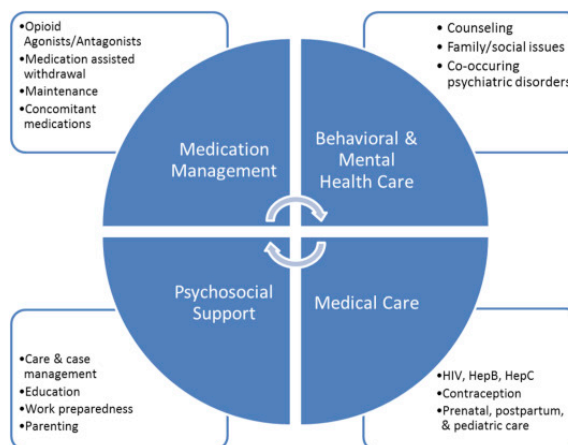 •Opioid
Agonists/Antagonists
•Medication assisted
withdrawal
•Maintenance
•Concomitant
medications
• Counseling
• Family/social issues
• Co-occuring
psychiatric disorders
Medication
Management
Behavioral &
Mental
Health Care
Psychosocial
Support
Medical Care
•Care & case
management
•Education
•Work preparedness
•Parenting
•HIV, HepB, HepC
•Contraception
•Prenatal, postpartum,
& pediatric care